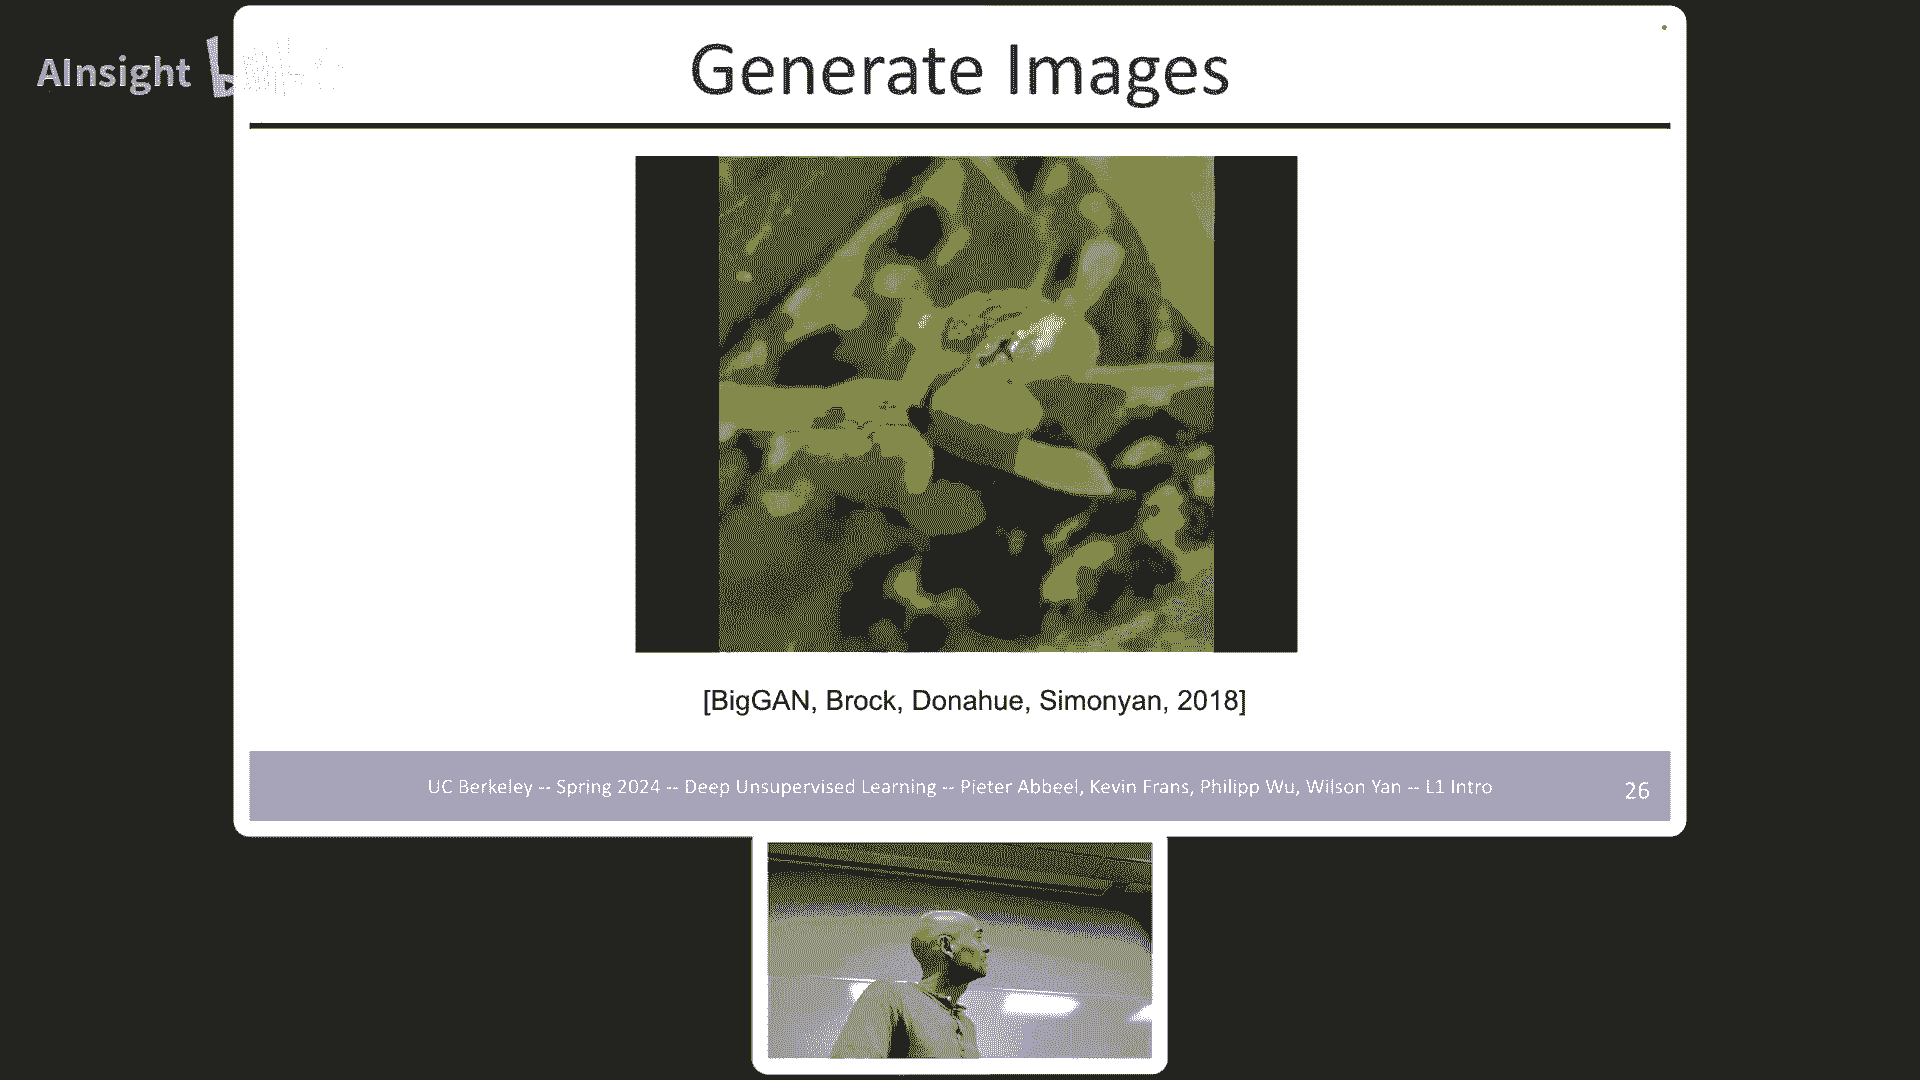 AInsight
Generate Images
[BigGAN, Brock, Donahue, Simonyan, 2018]
UC Berkeley -- Spring 2024 -- Deep Unsupervised Learning -- Pieter Abbeel, Kevin Frans, Philipp Wu, Wilson Yan -- L1 Intro
26